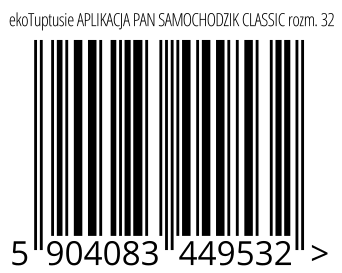 ekoTuptusie APLIKACJA PAN SAMOCHODZIK CLASSIC rozm. 32
5 904083 449532 >